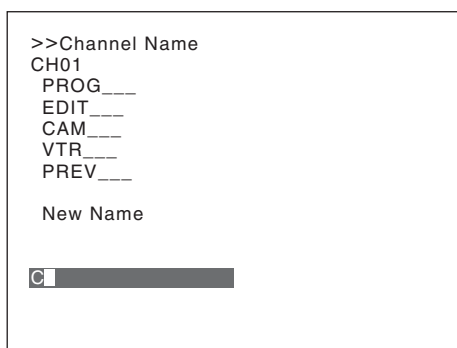 >>Channel Name
CH01
PROG___
EDIT___
CAM___
VTR___
PREV___
New Name
C